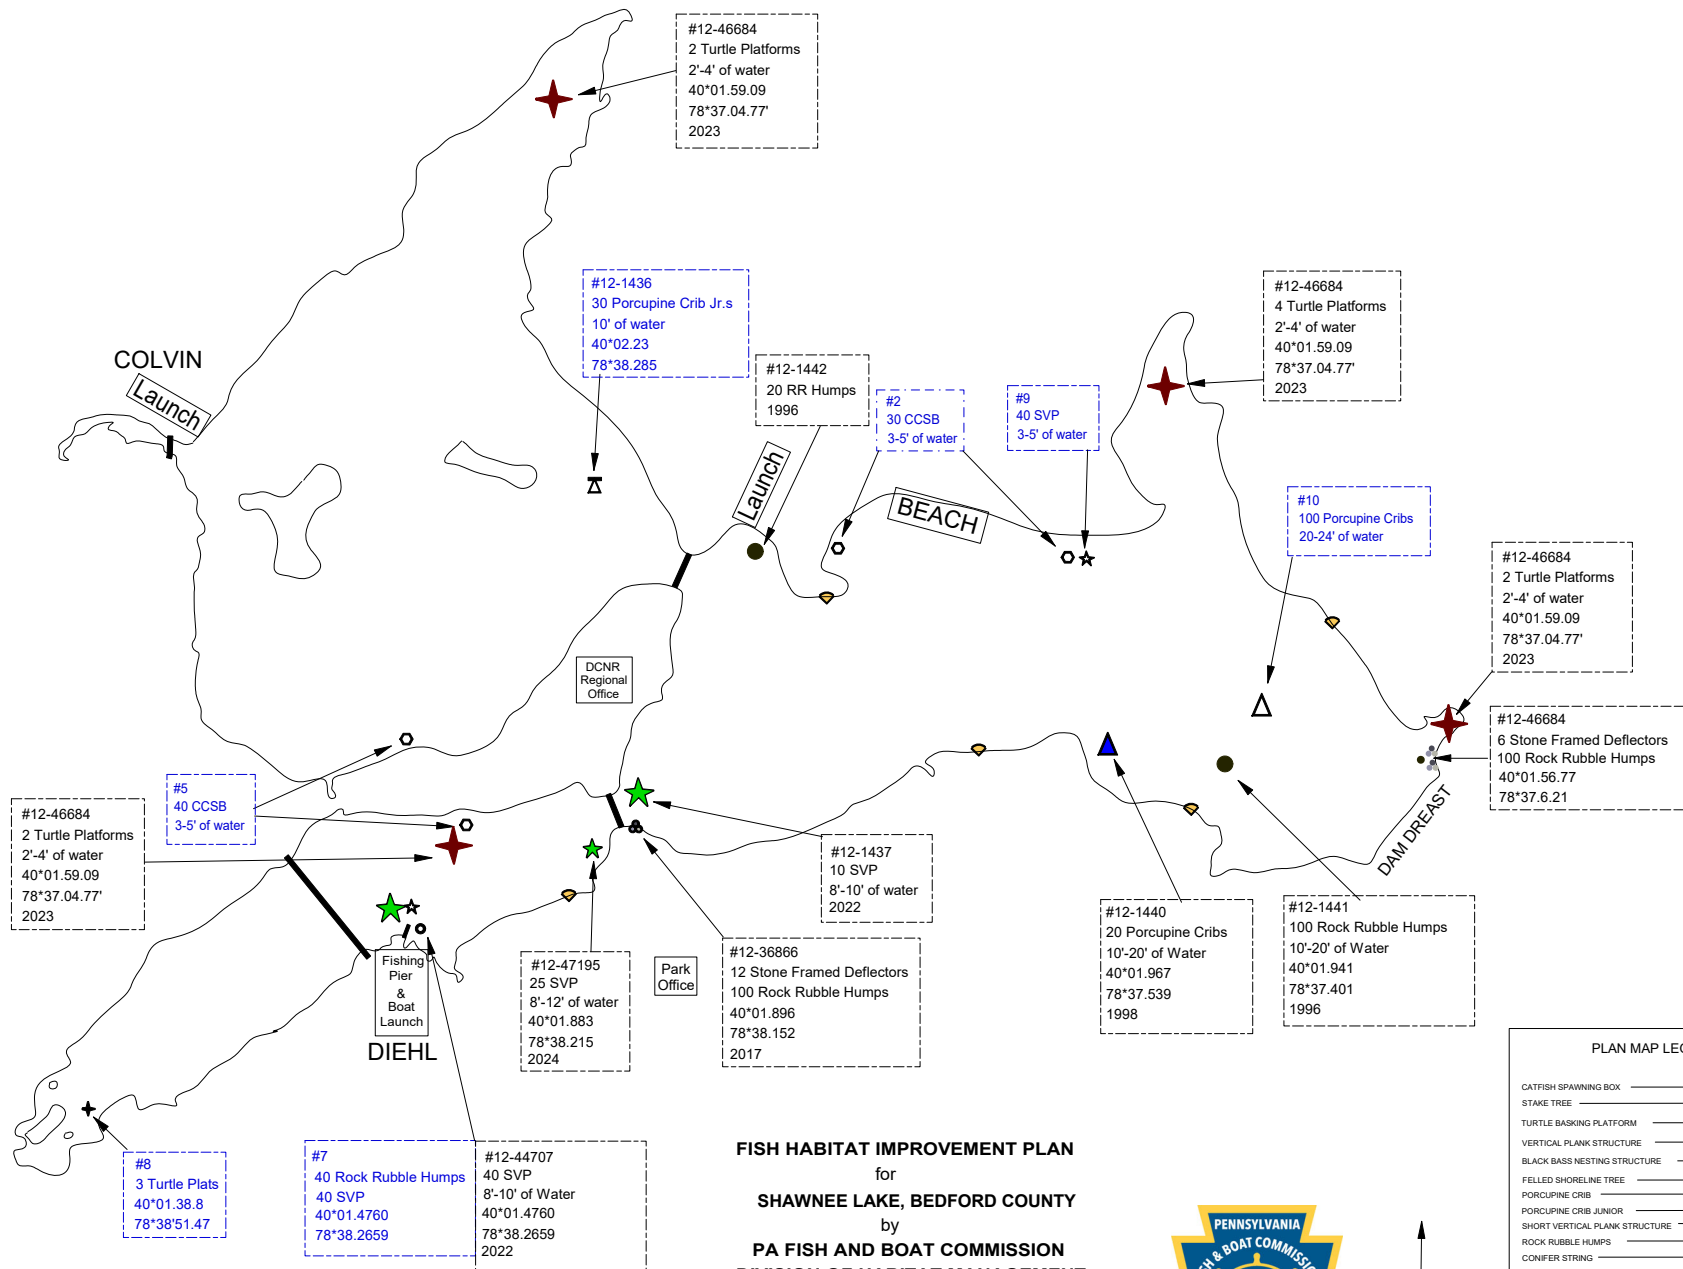 #12-46684
2 Turtle Platforms
2'-4' of water
40*01.59.09
78*37.04.77'
2023
#12-1436
30 Porcupine Crib Jr.s
10' of water
40*02.23
78*38.285
#12-46684
4 Turtle Platforms
2'-4' of water
40*01.59.09
78*37.04.77'
2023
COLVIN
Launch
#12-1442
20 RR Humps
1996
#2
30 CCSB
3-5' of water
#9
40 SVP
3-5' of water
Launch
BEACH
#10
100 Porcupine Cribs
20-24' of water
#12-46684
2 Turtle Platforms
2'-4' of water
40*01.59.09
78*37.04.77'
2023
DCNR
Regional
Office
#12-46684
6 Stone Framed Deflectors
100 Rock Rubble Humps
40*01.56.77
78*37.6.21
#5
40 CCSB
3-5' of water
#12-46684
2 Turtle Platforms
2'-4' of water
40*01.59.09
78*37.04.77'
2023
DAM DREAST
#12-1437
10 SVP
8'-10' of water
2022
#12-1440
20 Porcupine Cribs
10'-20' of Water
40*01.967
78*37.539
1998
#12-1441
100 Rock Rubble Humps
10'-20' of Water
40*01.941
78*37.401
1996
Fishing
Pier
&
Boat
Launch
DIEHL
#12-47195
25 SVP
8'-12' of water
40*01.883
78*38.215
2024
Park
Office
#12-36866
12 Stone Framed Deflectors
100 Rock Rubble Humps
40*01.896
78*38.152
2017
#8
3 Turtle Plats
40*01.38.8
78*38'51.47
#7
40 Rock Rubble Humps
40 SVP
40*01.4760
78*38.2659
#12-44707
40 SVP
8'-10' of Water
40*01.4760
78*38.2659
2022
FISH HABITAT IMPROVEMENT PLAN
for
SHAWNEE LAKE, BEDFORD COUNTY
by
PA FISH AND BOAT COMMISSION
DIVISION OF HABITAT MANAGEMENT
PENNSYLVANIA
& BOAT COMMISSION
PLAN MAP LEG
CATFISH SPAWNING BOX
STAKE TREE
TURTLE BASKING PLATFORM
VERTICAL PLANK STRUCTURE
BLACK BASS NESTING STRUCTURE
FELLED SHORELINE TREE
PORCUPINE CRIB
PORCUPINE CRIB JUNIOR
SHORT VERTICAL PLANK STRUCTURE
ROCK RUBBLE HUMPS
CONIFER STRING